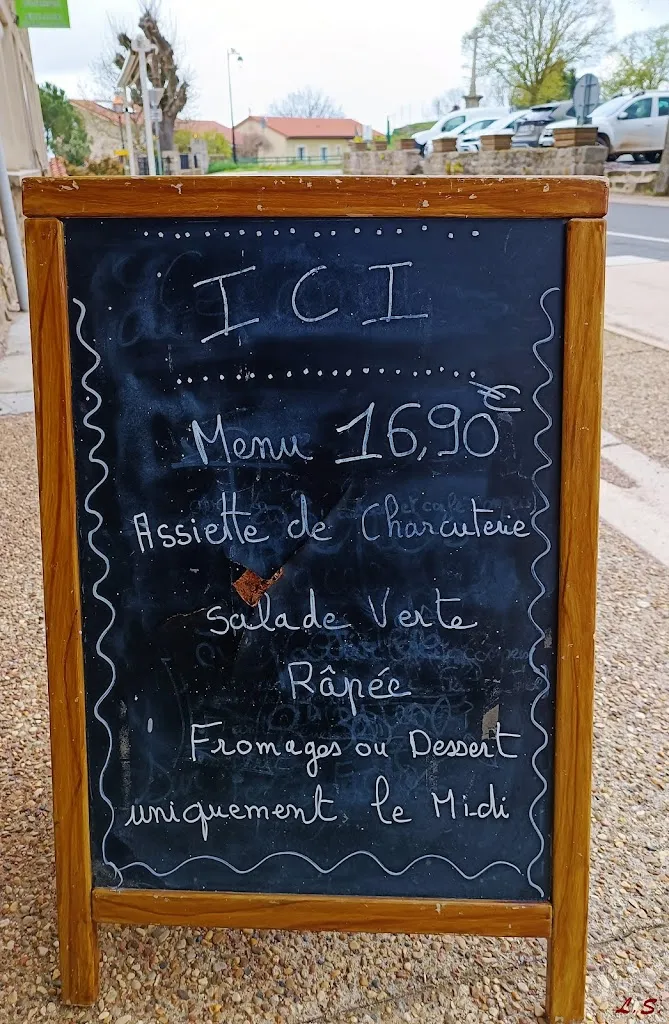 ICI
Menu 16,90€
Assiette de Charcuterie
Salade Verte
Râpée
Fromages ou Dessert
uniquement le Midi
L.S